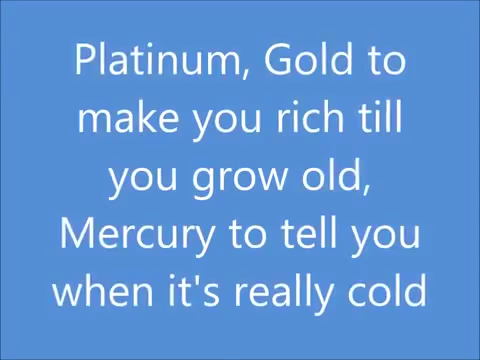 Platinum, Gold to
make you rich till
you grow old,
Mercury to tell you
when it's really cold